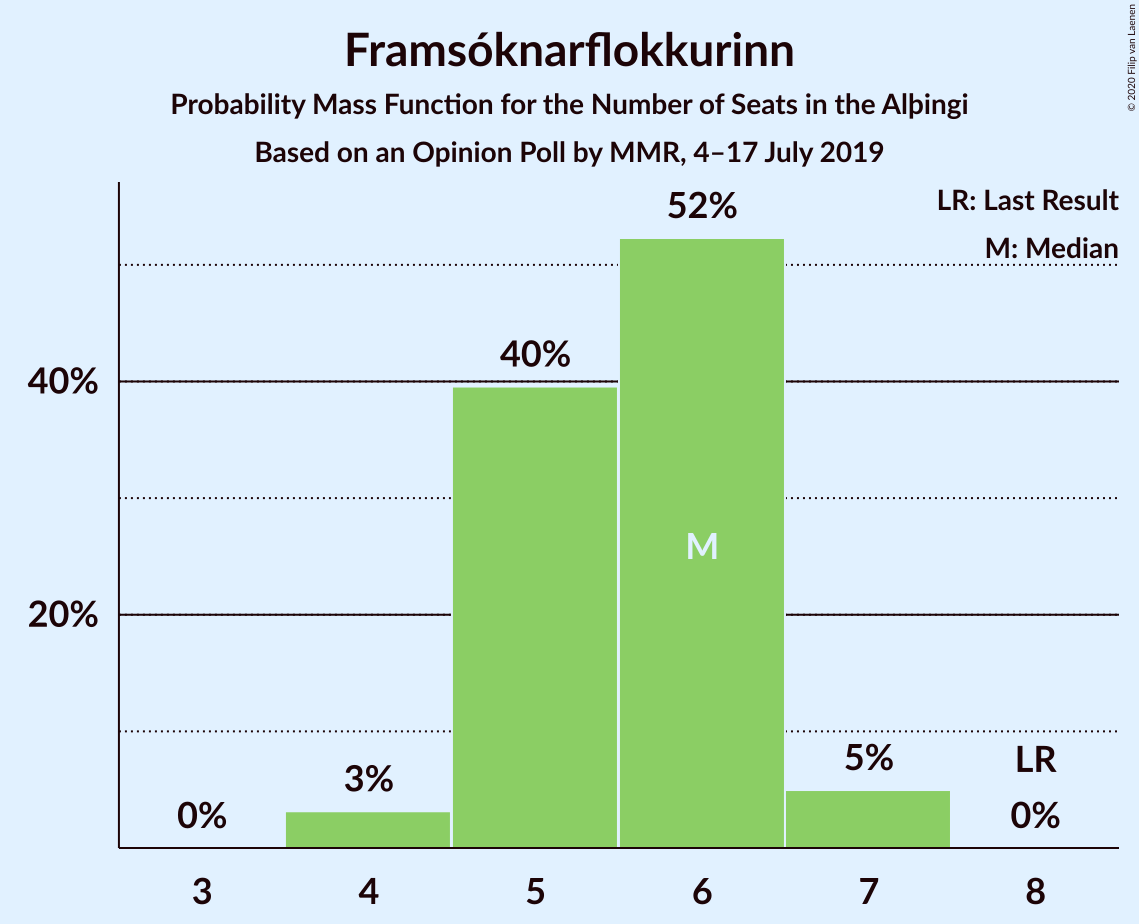 Framsóknarflokkurinn
Probability Mass Function for the Number of Seats in the Alþingi
Based on an Opinion Poll by MMR, 4–17 July 2019
© 2020 Filip van Laenen
LR: Last Result
M: Median
52%
40%
40%
M
20%
5%
LR
3%
0%
0%
3 4 5 6 7 8